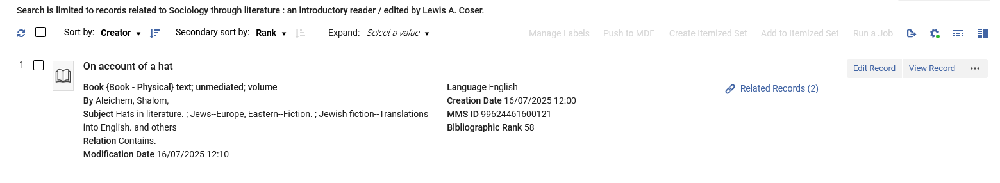 Search is limited to records related to Sociology through literature : an introductory reader / edited by Lewis A. Coser.
Sort by: Creator Secondary sort by: Rank Expand: Select a value Manage Labels Push to MDE Create Itemized Set Add to Itemized Set Run a Job
1 On account of a hat Edit Record View Record •••
Book {Book - Physical} text; unmediated; volume Language English Related Records (2)
By Aleichem, Shalom, Creation Date 16/07/2025 12:00
Subject Hats in literature. ; Jews--Europe, Eastern--Fiction. ; Jewish fiction--Translations MMS ID 99624461600121
into English. and others Bibliographic Rank 58
Relation Contains.
Modification Date 16/07/2025 12:10